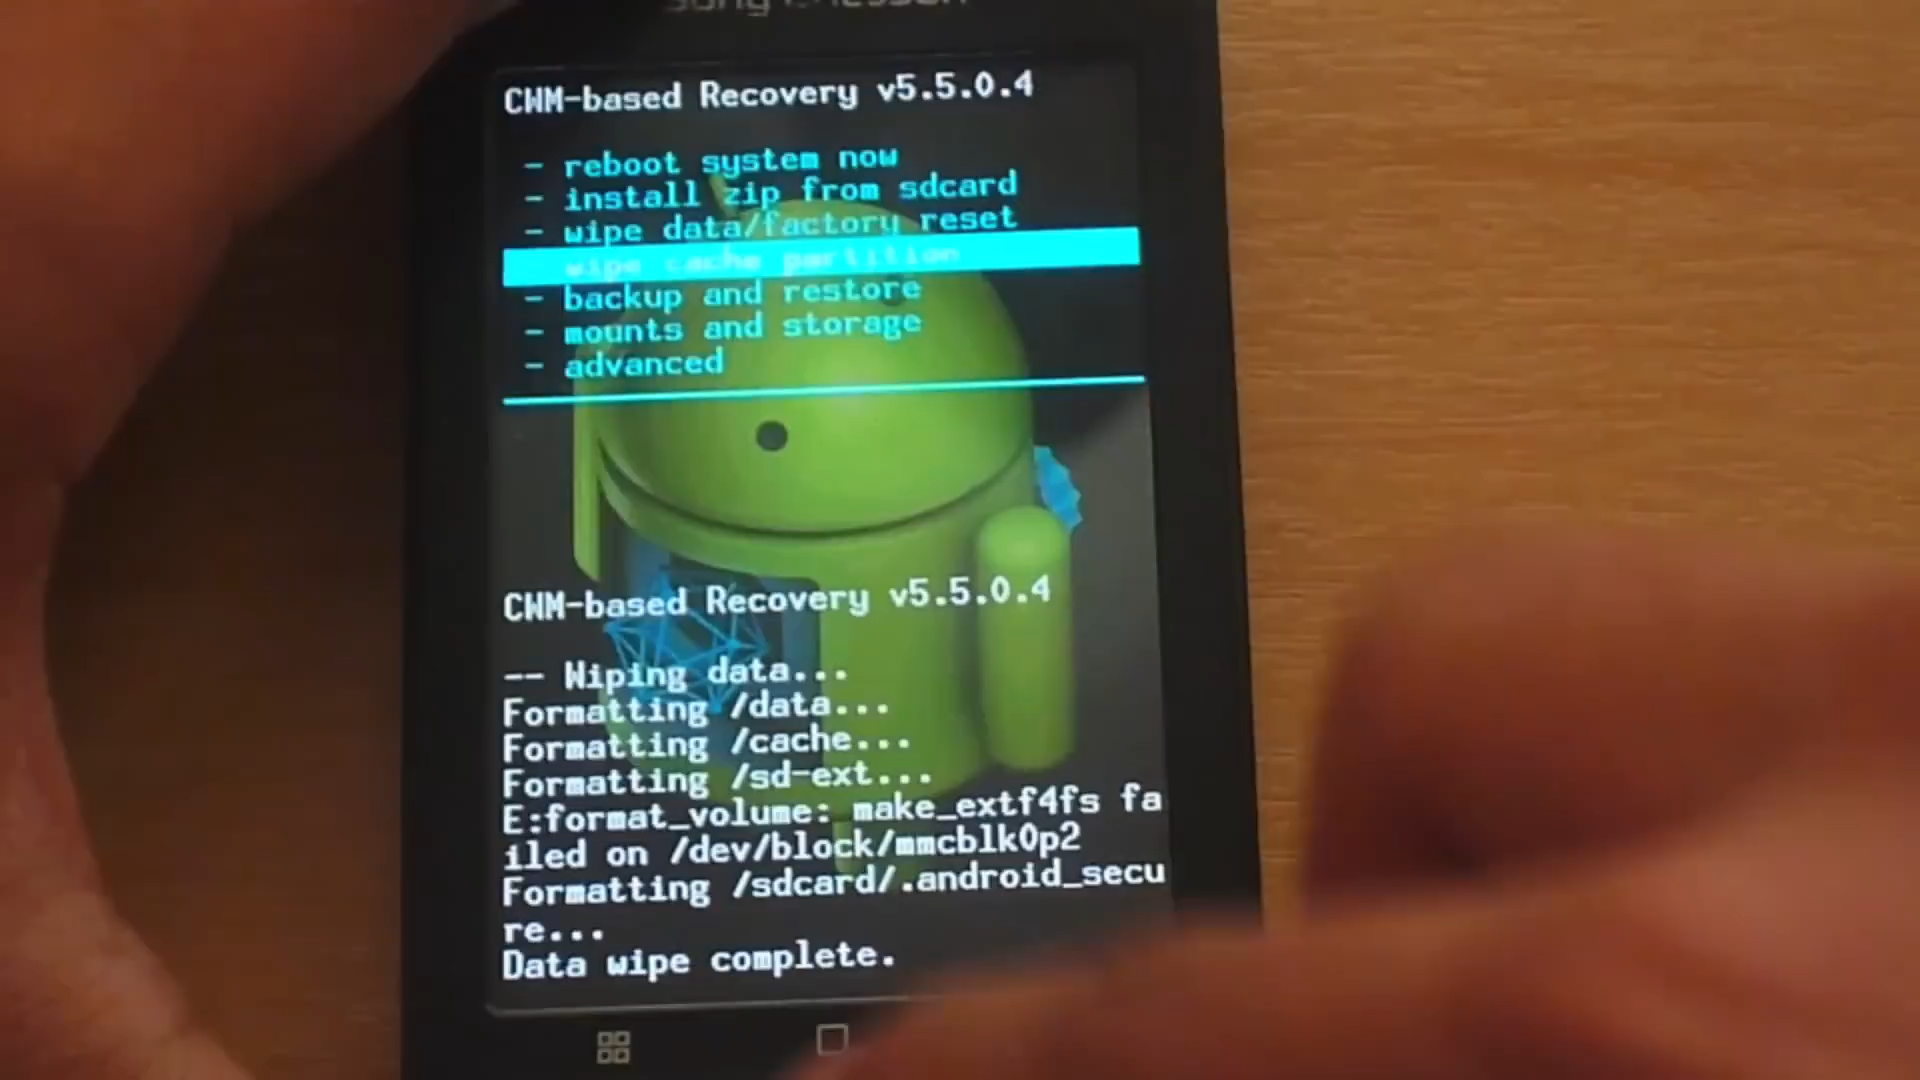 Sony Ericsson
CWM-based Recovery v5.5.0.4
- reboot system now
- install zip from sdcard
- wipe data/factory reset
wipe cache partition
- backup and restore
- mounts and storage
- advanced
CWM-based Recovery v5.5.0.4
-- Wiping data...
Formatting /data...
Formatting /cache...
Formatting /sd-ext...
E:format_volume: make_extf4fs fa
iled on /dev/block/mmcblk0p2
Formatting /sdcard/.android_secu
re...
Data wipe complete.